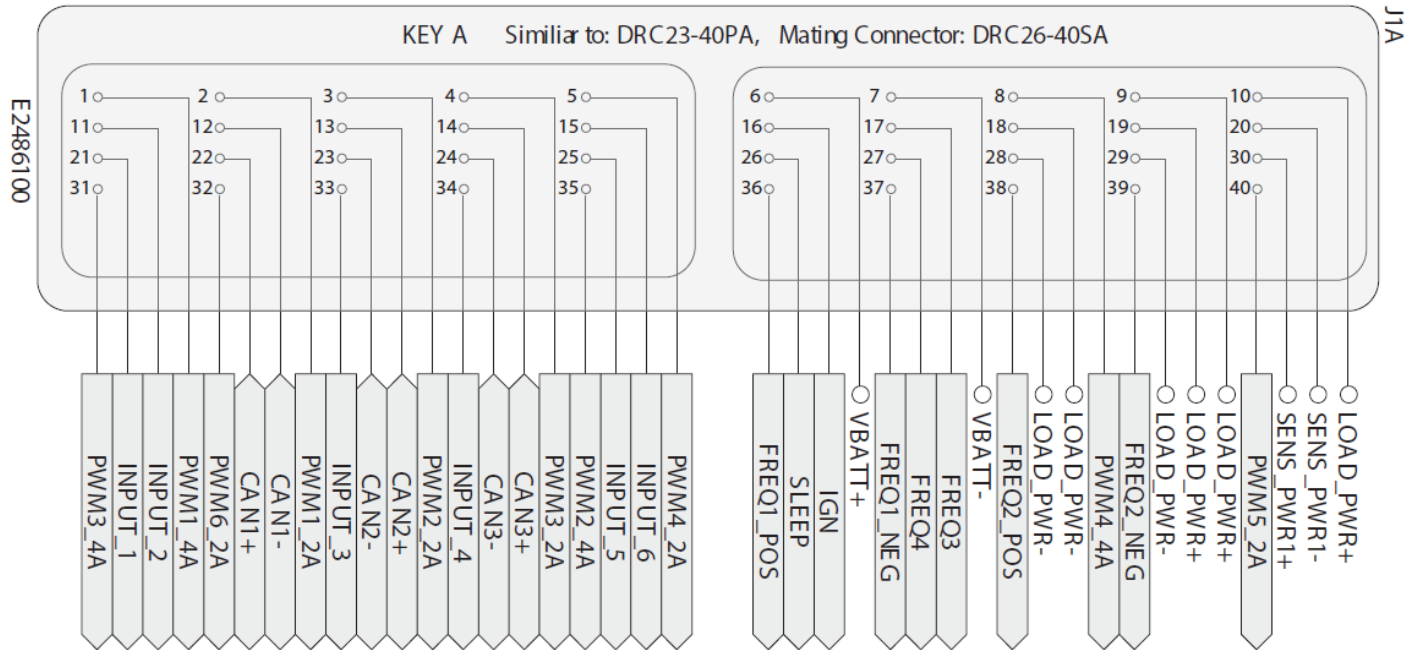 J1A
KEY A Similiar to: DRC23-40PA, Mating Connector: DRC26-40SA
E2486100
1 2 3 4 5 6 7 8 9 10
11 12 13 14 15 16 17 18 19 20
21 22 23 24 25 26 27 28 29 30
31 32 33 34 35 36 37 38 39 40
PWM3_4A
INPUT_1
INPUT_2
PWM1_4A
PWM6_2A
CAN1+
CAN1-
PWM1_2A
INPUT_3
CAN2-
CAN2+
PWM2_2A
INPUT_4
CAN3-
CAN3+
PWM3_2A
PWM2_4A
INPUT_5
INPUT_6
PWM4_2A
FREQ1_POS
SLEEP
IGN
VBATT+
FREQ1_NEG
FREQ4
FREQ3
VBATT-
FREQ2_POS
LOAD_PWR-
LOAD_PWR-
PWM4_4A
FREQ2_NEG
LOAD_PWR-
LOAD_PWR+
LOAD_PWR+
PWM5_2A
SENS_PWR1+
SENS_PWR1-
LOAD_PWR+